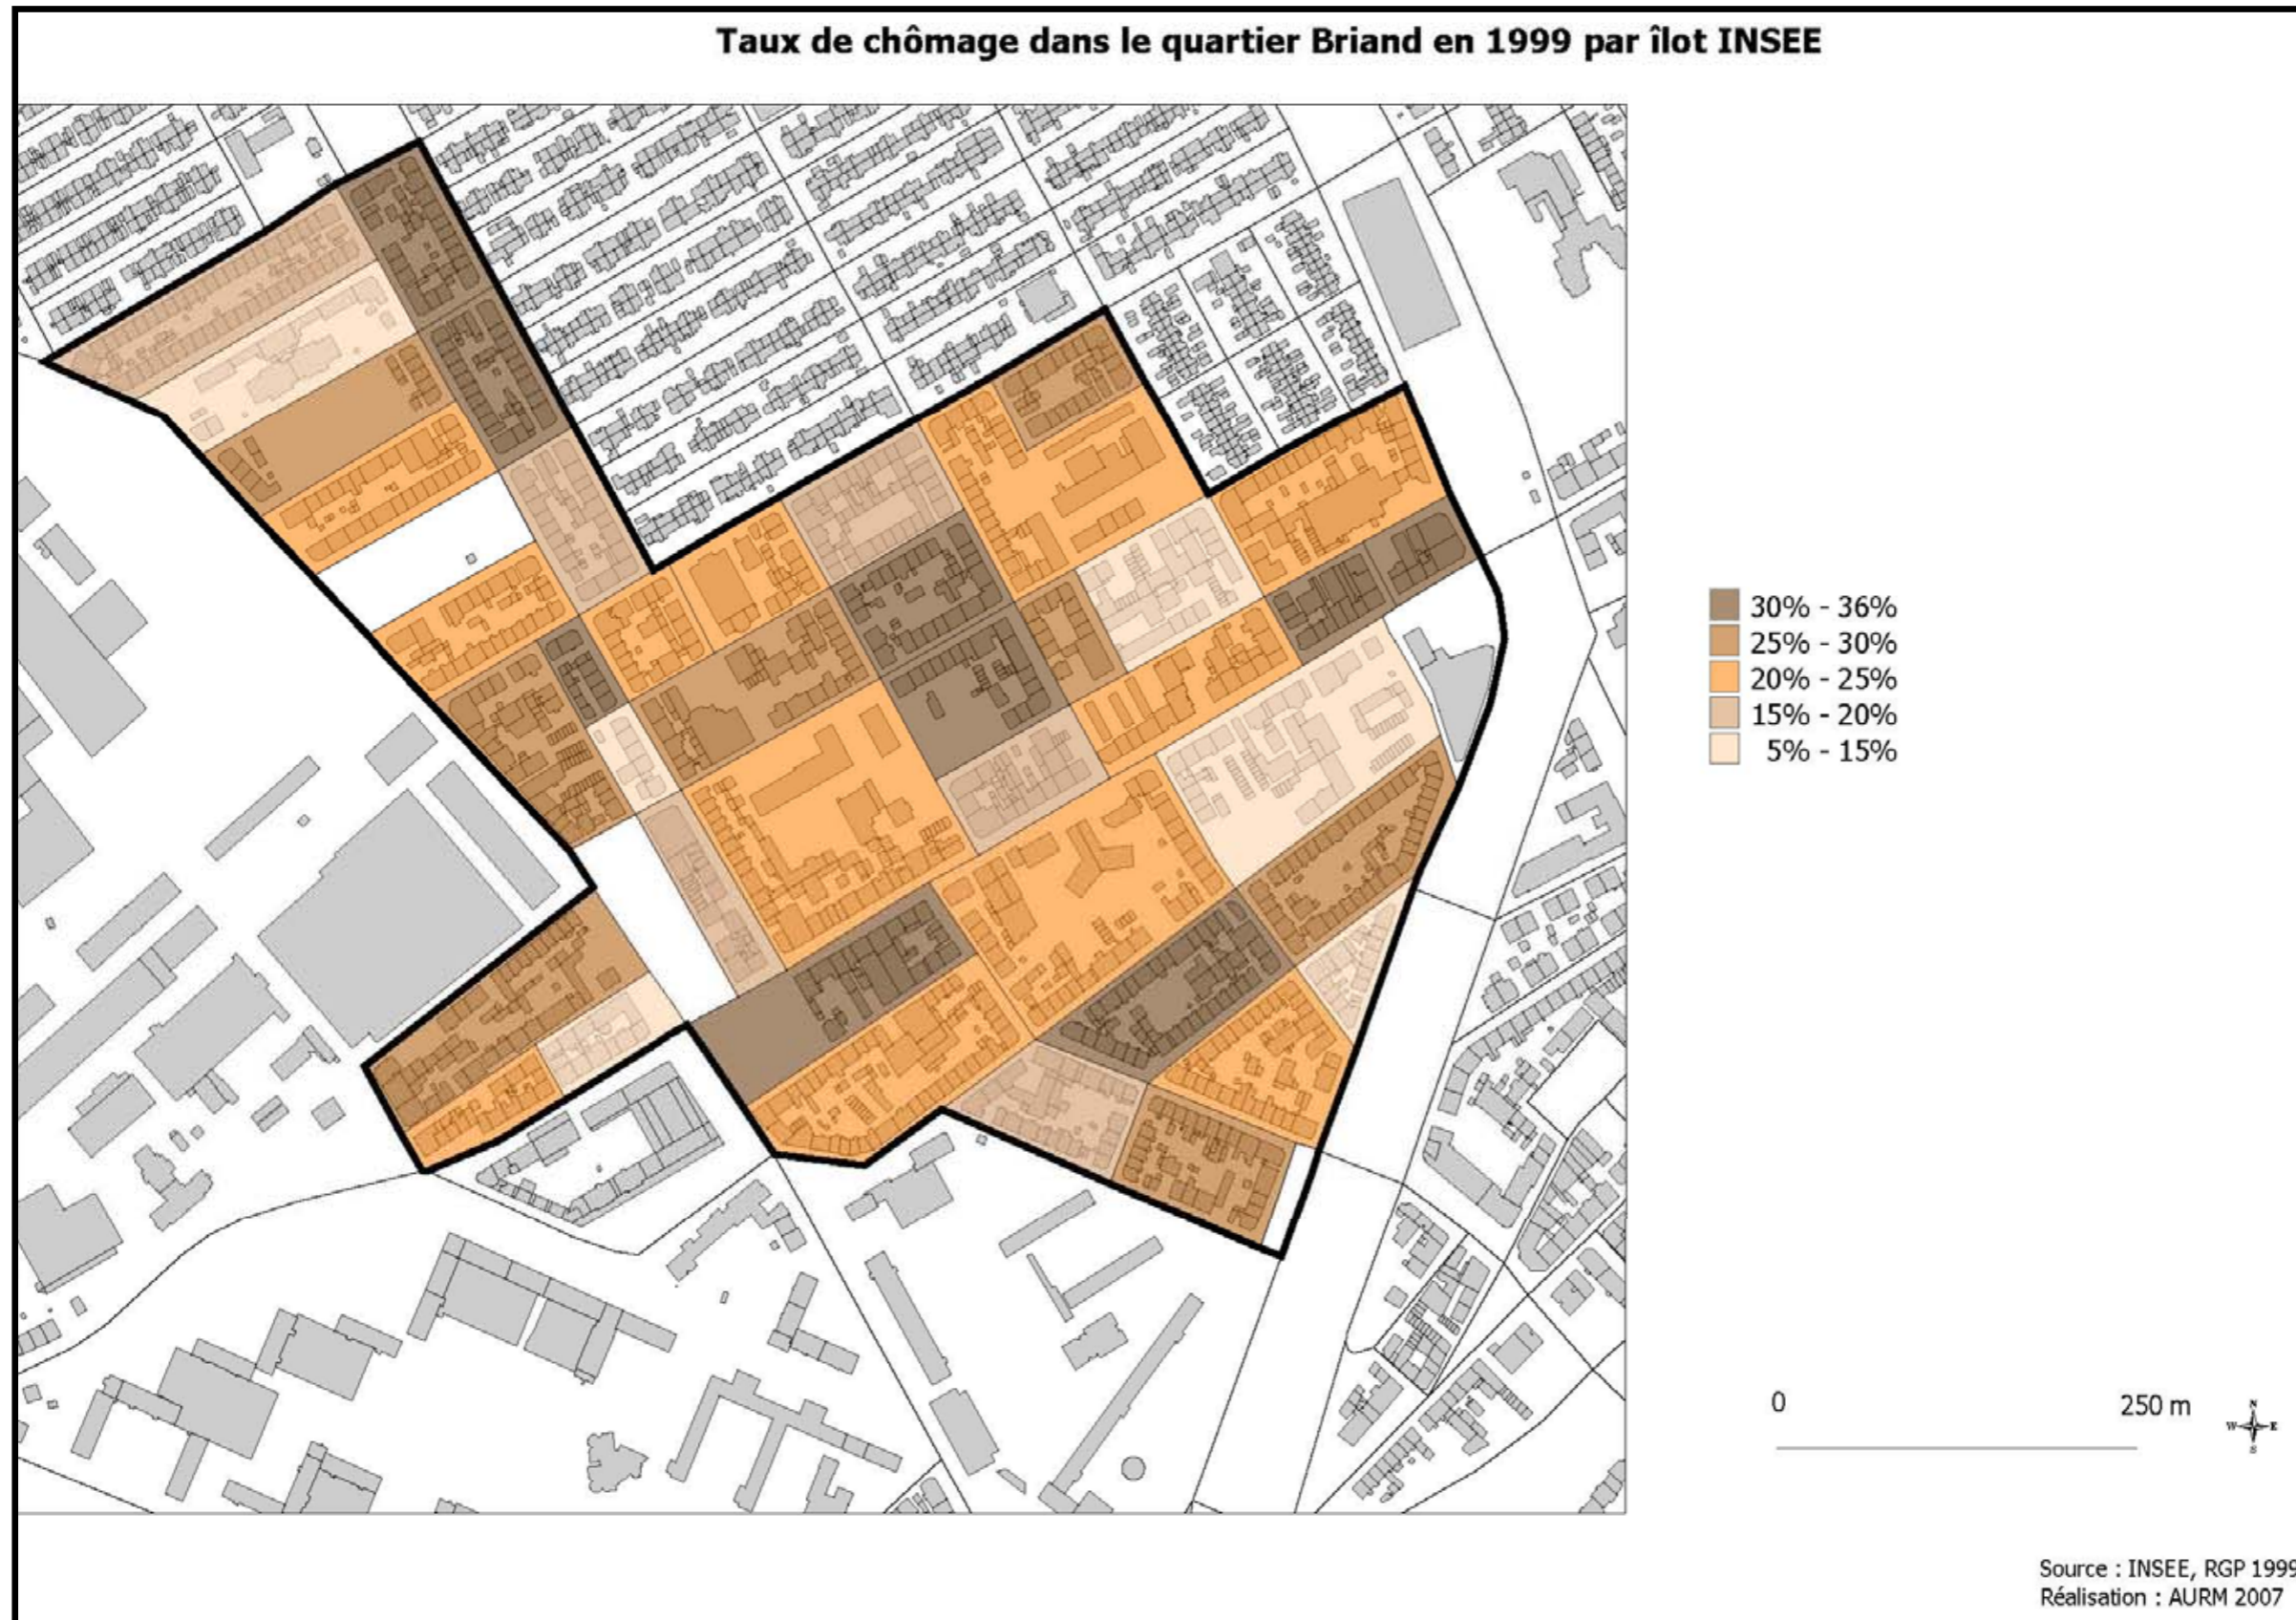 Taux de chômage dans le quartier Briand en 1999 par îlot INSEE
30% - 36%
25% - 30%
20% - 25%
15% - 20%
5% - 15%
0
250 m
N
W
E
S
Source : INSEE, RGP 1999
Réalisation : AURM 2007